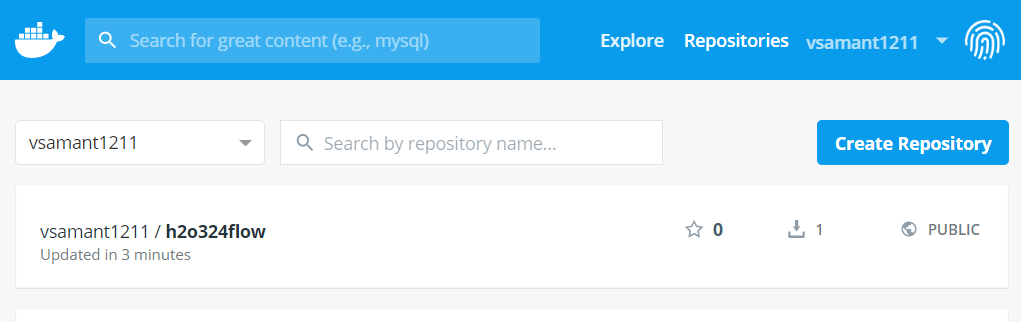 Search for great content (e.g., mysql) Explore Repositories vsamant1211
vsamant1211 Search by repository name... Create Repository
vsamant1211 / h2o324flow 0 1 PUBLIC
Updated in 3 minutes